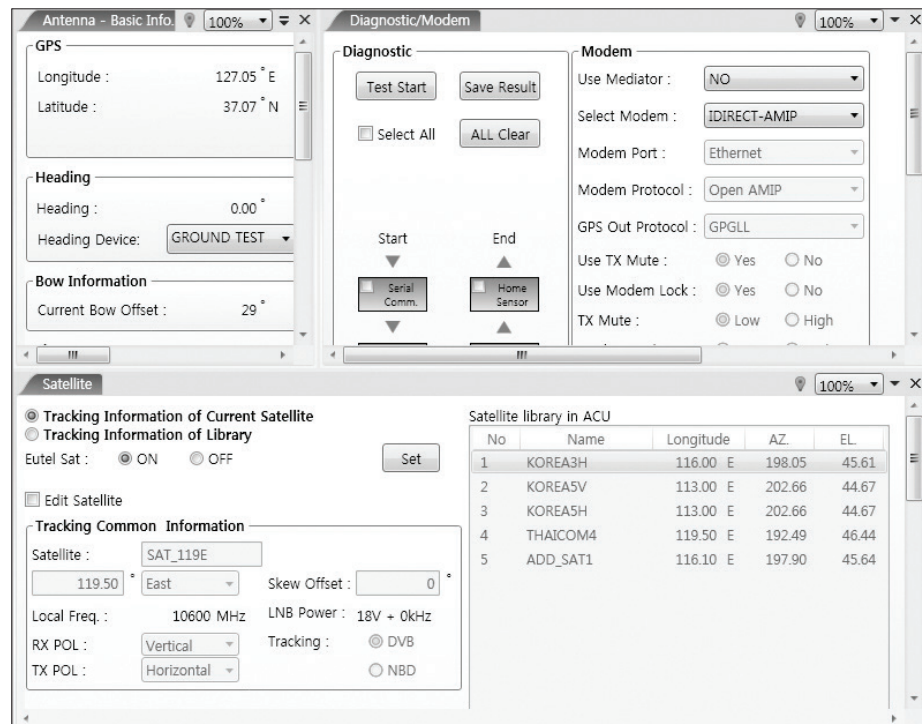 Antenna - Basic Info.
100%
GPS
Longitude : 127.05 ° E
Latitude : 37.07 ° N
Heading
Heading : 0.00 °
Heading Device: GROUND TEST
Bow Information
Current Bow Offset : 29 °
Diagnostic/Modem
100%
Diagnostic
Test Start Save Result
Select All ALL Clear
Start End
Serial Comm. Home Sensor
Modem
Use Mediator : NO
Select Modem : IDIRECT-AMIP
Modem Port : Ethernet
Modem Protocol : Open AMIP
GPS Out Protocol : GPGLL
Use TX Mute : Yes No
Use Modem Lock : Yes No
TX Mute : Low High
Satellite
100%
Tracking Information of Current Satellite
Tracking Information of Library
Eutel Sat : ON OFF Set
Edit Satellite
Tracking Common Information
Satellite : SAT_119E
119.50 ° East Skew Offset : 0 °
Local Freq. : 10600 MHz LNB Power : 18V + 0kHz
RX POL : Vertical Tracking : DVB
TX POL : Horizontal NBD
Satellite library in ACU
No Name Longitude AZ. EL.
1 KOREA3H 116.00 E 198.05 45.61
2 KOREA5V 113.00 E 202.66 44.67
3 KOREA5H 113.00 E 202.66 44.67
4 THAICOM4 119.50 E 192.49 46.44
5 ADD_SAT1 116.10 E 197.90 45.64